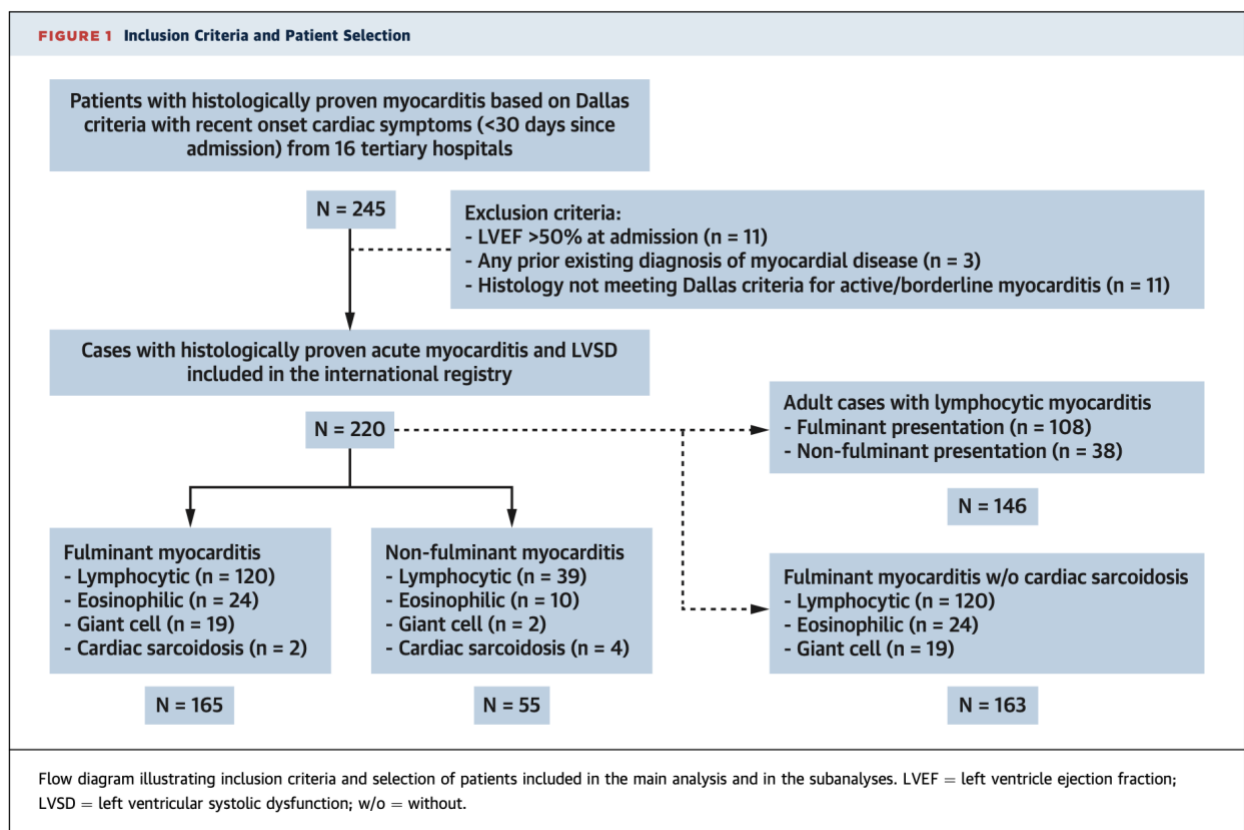 FIGURE 1 Inclusion Criteria and Patient Selection
Patients with histologically proven myocarditis based on Dallas
criteria with recent onset cardiac symptoms (<30 days since
admission) from 16 tertiary hospitals
N = 245
Exclusion criteria:
- LVEF >50% at admission (n = 11)
- Any prior existing diagnosis of myocardial disease (n = 3)
- Histology not meeting Dallas criteria for active/borderline myocarditis (n = 11)
Cases with histologically proven acute myocarditis and LVSD
included in the international registry
N = 220
Adult cases with lymphocytic myocarditis
- Fulminant presentation (n = 108)
- Non-fulminant presentation (n = 38)
N = 146
Fulminant myocarditis
- Lymphocytic (n = 120)
- Eosinophilic (n = 24)
- Giant cell (n = 19)
- Cardiac sarcoidosis (n = 2)
N = 165
Non-fulminant myocarditis
- Lymphocytic (n = 39)
- Eosinophilic (n = 10)
- Giant cell (n = 2)
- Cardiac sarcoidosis (n = 4)
N = 55
Fulminant myocarditis w/o cardiac sarcoidosis
- Lymphocytic (n = 120)
- Eosinophilic (n = 24)
- Giant cell (n = 19)
N = 163
Flow diagram illustrating inclusion criteria and selection of patients included in the main analysis and in the subanalyses. LVEF = left ventricle ejection fraction;
LVSD = left ventricular systolic dysfunction; w/o = without.